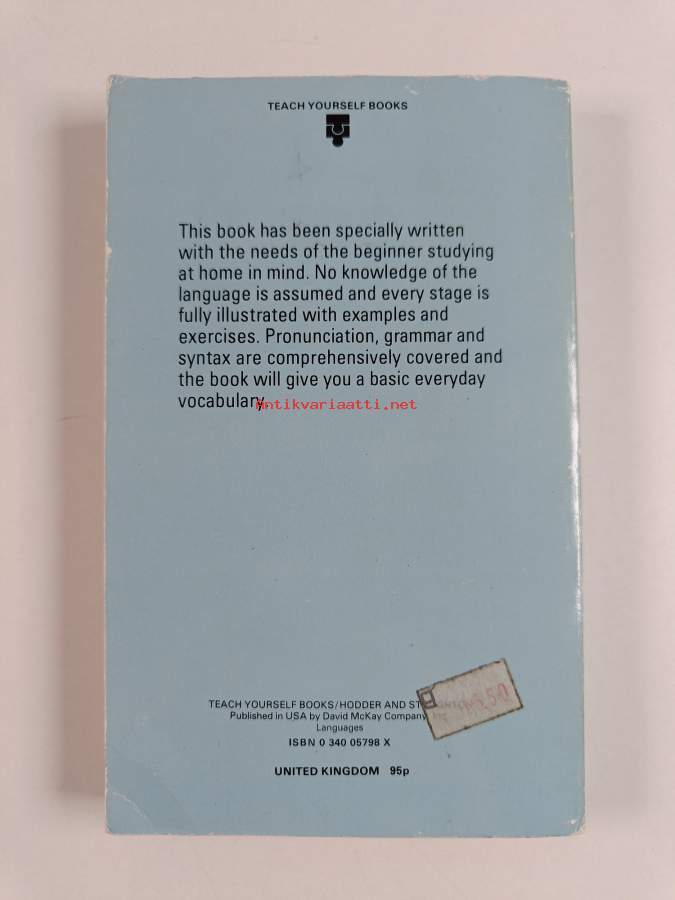 TEACH YOURSELF BOOKS
This book has been specially written
with the needs of the beginner studying
at home in mind. No knowledge of the
language is assumed and every stage is
fully illustrated with examples and
exercises. Pronunciation, grammar and
syntax are comprehensively covered and
the book will give you a basic everyday
vocabulary.
antikvariaatti.net
TEACH YOURSELF BOOKS/HODDER AND
Published in USA by David McKay Company
Languages
ISBN 0 340 05798 X
UNITED KINGDOM 95p